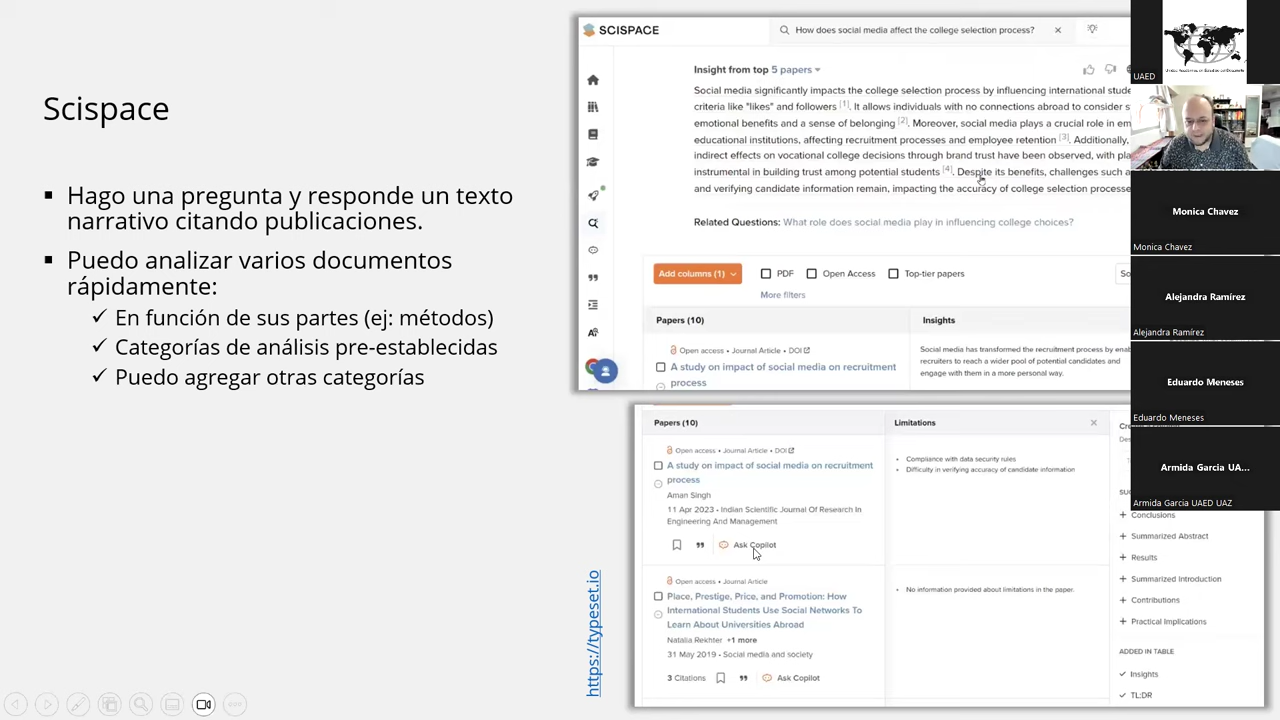 Scispace
▪ Hago una pregunta y responde un texto
narrativo citando publicaciones.
▪ Puedo analizar varios documentos
rápidamente:
✓ En función de sus partes (ej: métodos)
✓ Categorías de análisis pre-establecidas
✓ Puedo agregar otras categorías
https://typeset.io
SCISPACE
How does social media affect the college selection process?
Insight from top 5 papers
Social media significantly impacts the college selection process by influencing international stude
criteria like "likes" and followers [1]. It allows individuals with no connections abroad to consider s
emotional benefits and a sense of belonging [2]. Moreover, social media plays a crucial role in em
educational institutions, affecting recruitment processes and employee retention [3]. Additionally,
indirect effects on vocational college decisions through brand trust have been observed, with pla
instrumental in building trust among potential students [4]. Despite its benefits, challenges such a
and verifying candidate information remain, impacting the accuracy of college selection processe
Related Questions: What role does social media play in influencing college choices?
Add columns (1) PDF Open Access Top-tier papers So
More filters
Papers (10) Insights
Open access • Journal Article • DOI
A study on impact of social media on recruitment
process
Social media has transformed the recruitment process by enab
recruiters to reach a wider pool of potential candidates and
engage with them in a more personal way.
Papers (10) Limitations
Open access • Journal Article • DOI
A study on impact of social media on recruitment
process
Aman Singh
11 Apr 2023 • Indian Scientific Journal Of Research In
Engineering And Management
Ask Copilot
• Compliance with data security rules
• Difficulty in verifying accuracy of candidate information
Open access • Journal Article
Place, Prestige, Price, and Promotion: How
International Students Use Social Networks To
Learn About Universities Abroad
Natalia Rekhter +1 more
31 May 2019 • Social media and society
3 Citations Ask Copilot
• No information provided about limitations in the paper.
+ Conclusions
+ Summarized Abstract
+ Results
+ Summarized Introduction
+ Contributions
+ Practical Implications
ADDED IN TABLE
✓ Insights
✓ TL:DR
UAED
Monica Chavez
Monica Chavez
Alejandra Ramírez
Alejandra Ramírez
Eduardo Meneses
Eduardo Meneses
Armida Garcia UA...
Armida Garcia UAED UAZ